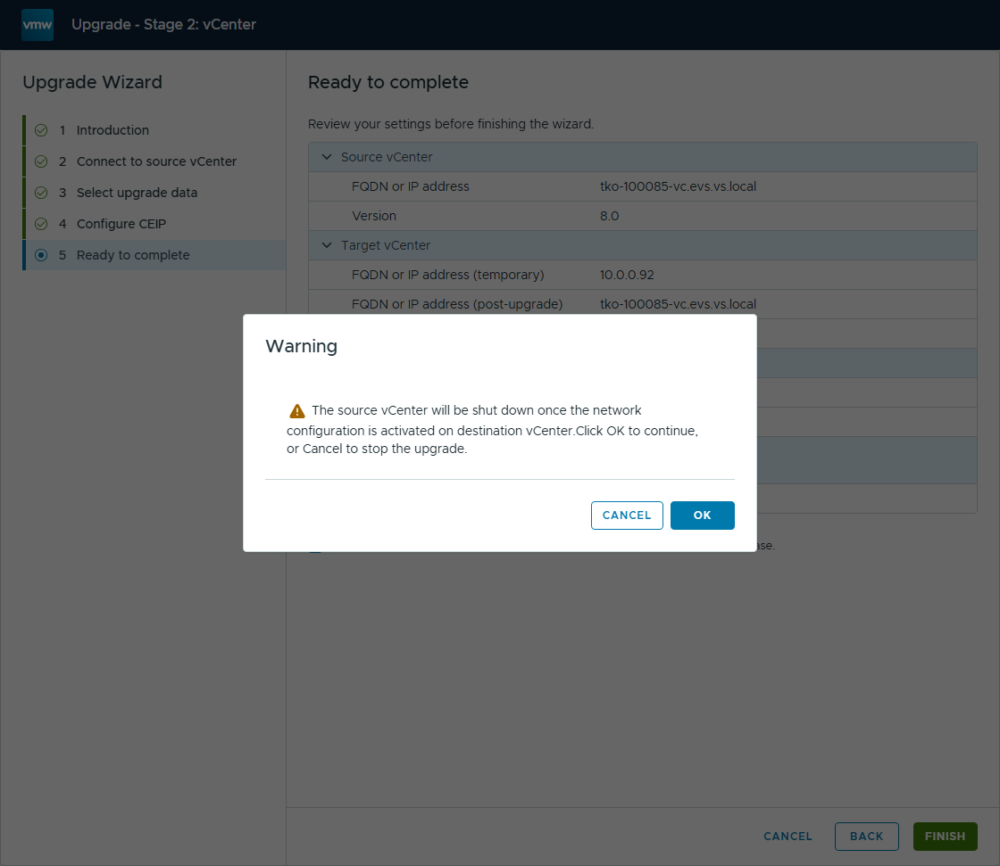 vmw Upgrade - Stage 2: vCenter
Upgrade Wizard
1 Introduction
2 Connect to source vCenter
3 Select upgrade data
4 Configure CEIP
5 Ready to complete
Ready to complete
Review your settings before finishing the wizard.
Source vCenter
FQDN or IP address tko-100085-vc.evs.vs.local
Version 8.0
Target vCenter
FQDN or IP address (temporary) 10.0.0.92
FQDN or IP address (post-upgrade) tko-100085-vc.evs.vs.local
Warning
The source vCenter will be shut down once the network
configuration is activated on destination vCenter.Click OK to continue,
or Cancel to stop the upgrade.
CANCEL OK
CANCEL BACK FINISH